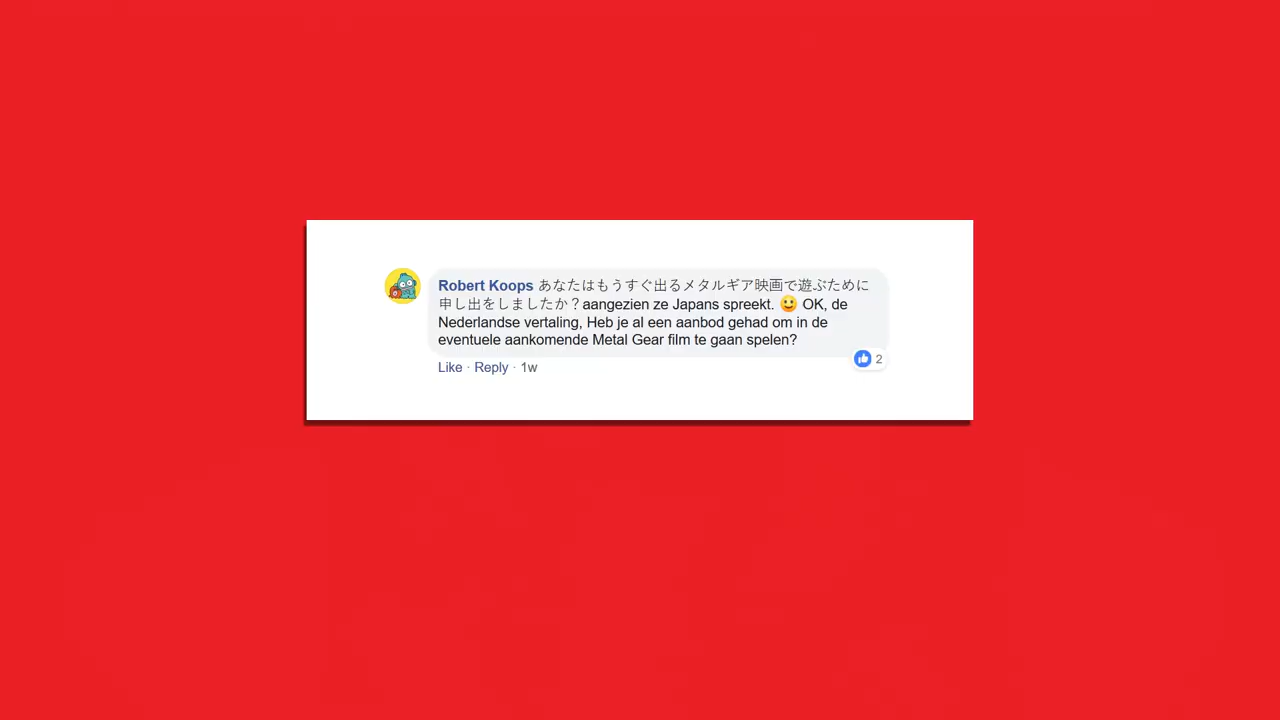 Robert Koops あなたはもうすぐ出るメタルギア映画で遊ぶために
申し出をしましたか？aangezien ze Japans spreekt. 🙂 OK, de
Nederlandse vertaling, Heb je al een aanbod gehad om in de
eventuele aankomende Metal Gear film te gaan spelen?
2
Like · Reply · 1w